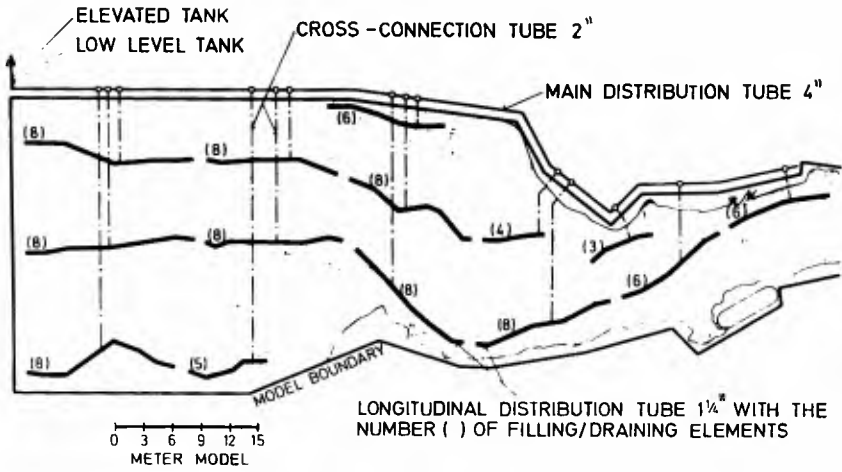 ELEVATED TANK
LOW LEVEL TANK
CROSS-CONNECTION TUBE 2"
MAIN DISTRIBUTION TUBE 4"
(6)
(8)
(8)
(8)
(6)
(4)
(3)
(8)
(8)
(6)
(8)
(8)
(8)
(5)
MODEL BOUNDARY
LONGITUDINAL DISTRIBUTION TUBE 1¼" WITH THE
NUMBER ( ) OF FILLING/DRAINING ELEMENTS
0 3 6 9 12 15
METER MODEL